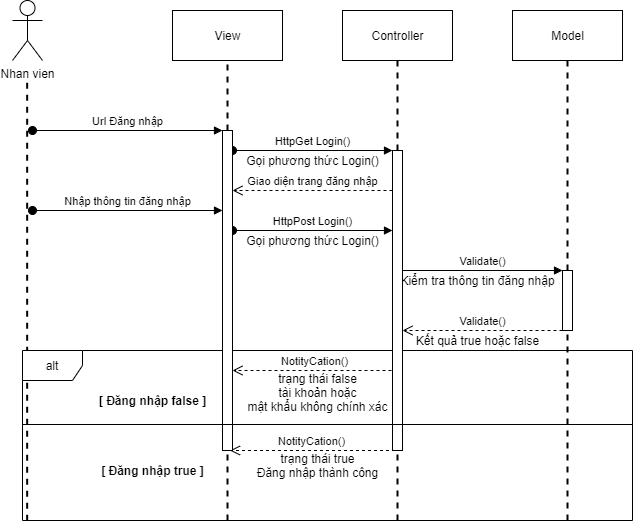 View
Controller
Model
Nhan vien
Url Đăng nhập
HttpGet Login()
Gọi phương thức Login()
Giao diện trang đăng nhập
Nhập thông tin đăng nhập
HttpPost Login()
Gọi phương thức Login()
Validate()
Kiểm tra thông tin đăng nhập
Validate()
Kết quả true hoặc false
alt
NotityCation()
trạng thái false
tài khoản hoặc
mật khẩu không chính xác
[ Đăng nhập false ]
NotityCation()
trạng thái true
Đăng nhập thành công
[ Đăng nhập true ]